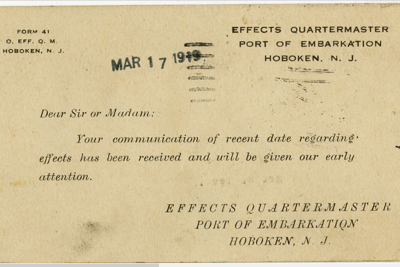 FORM 41
O. EFF. Q. M.
HOBOKEN, N. J.
MAR 17 1919
EFFECTS QUARTERMASTER
PORT OF EMBARKATION
HOBOKEN, N. J.
Dear Sir or Madam:
Your communication of recent date regarding
effects has been received and will be given our early
attention.
EFFECTS QUARTERMASTER
PORT OF EMBARKATION
HOBOKEN, N. J.